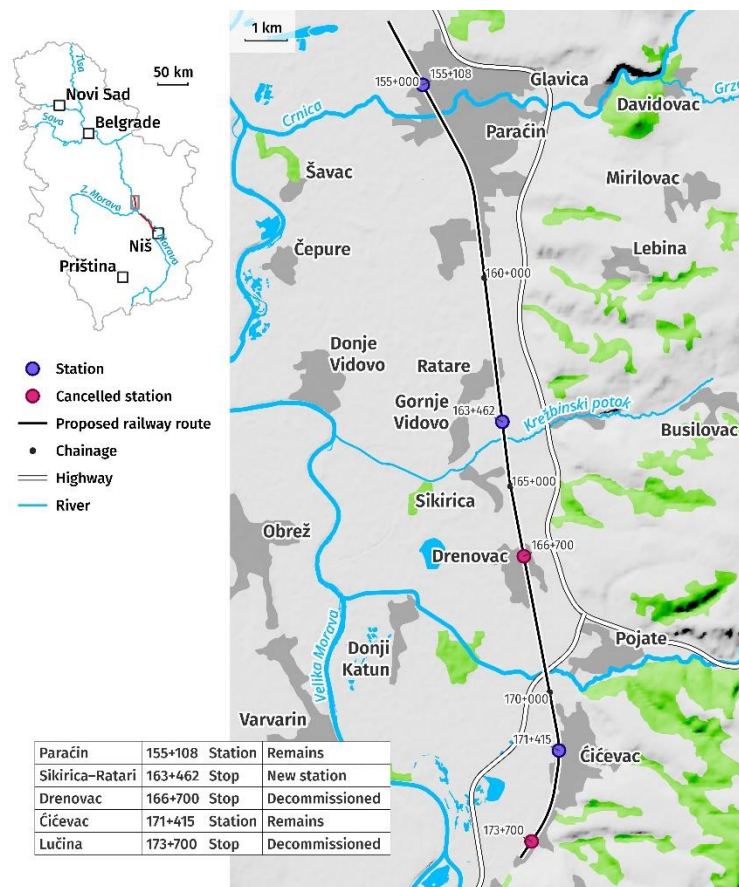 50 km
Tisa
Novi Sad
Sava
Belgrade
Z. Morava
Niš
Morava
Priština
Station
Cancelled station
Proposed railway route
Chainage
Highway
River
1 km
155+000
155+108
Glavica
Davidovac
Crnica
Paraćin
Šavac
Mirilovac
Čepure
Lebina
160+000
Donje
Vidovo
Ratare
Gornje
Vidovo
163+462
Krežbinski potok
Busilovac
165+000
Sikirica
Obrež
Drenovac
166+700
Velika Morava
Donji
Katun
Pojate
170+000
Varvarin
171+415
Ćićevac
173+700
Paraćin 155+108 Station Remains
Sikirica–Ratari 163+462 Stop New station
Drenovac 166+700 Stop Decommissioned
Ćićevac 171+415 Station Remains
Lučina 173+700 Stop Decommissioned